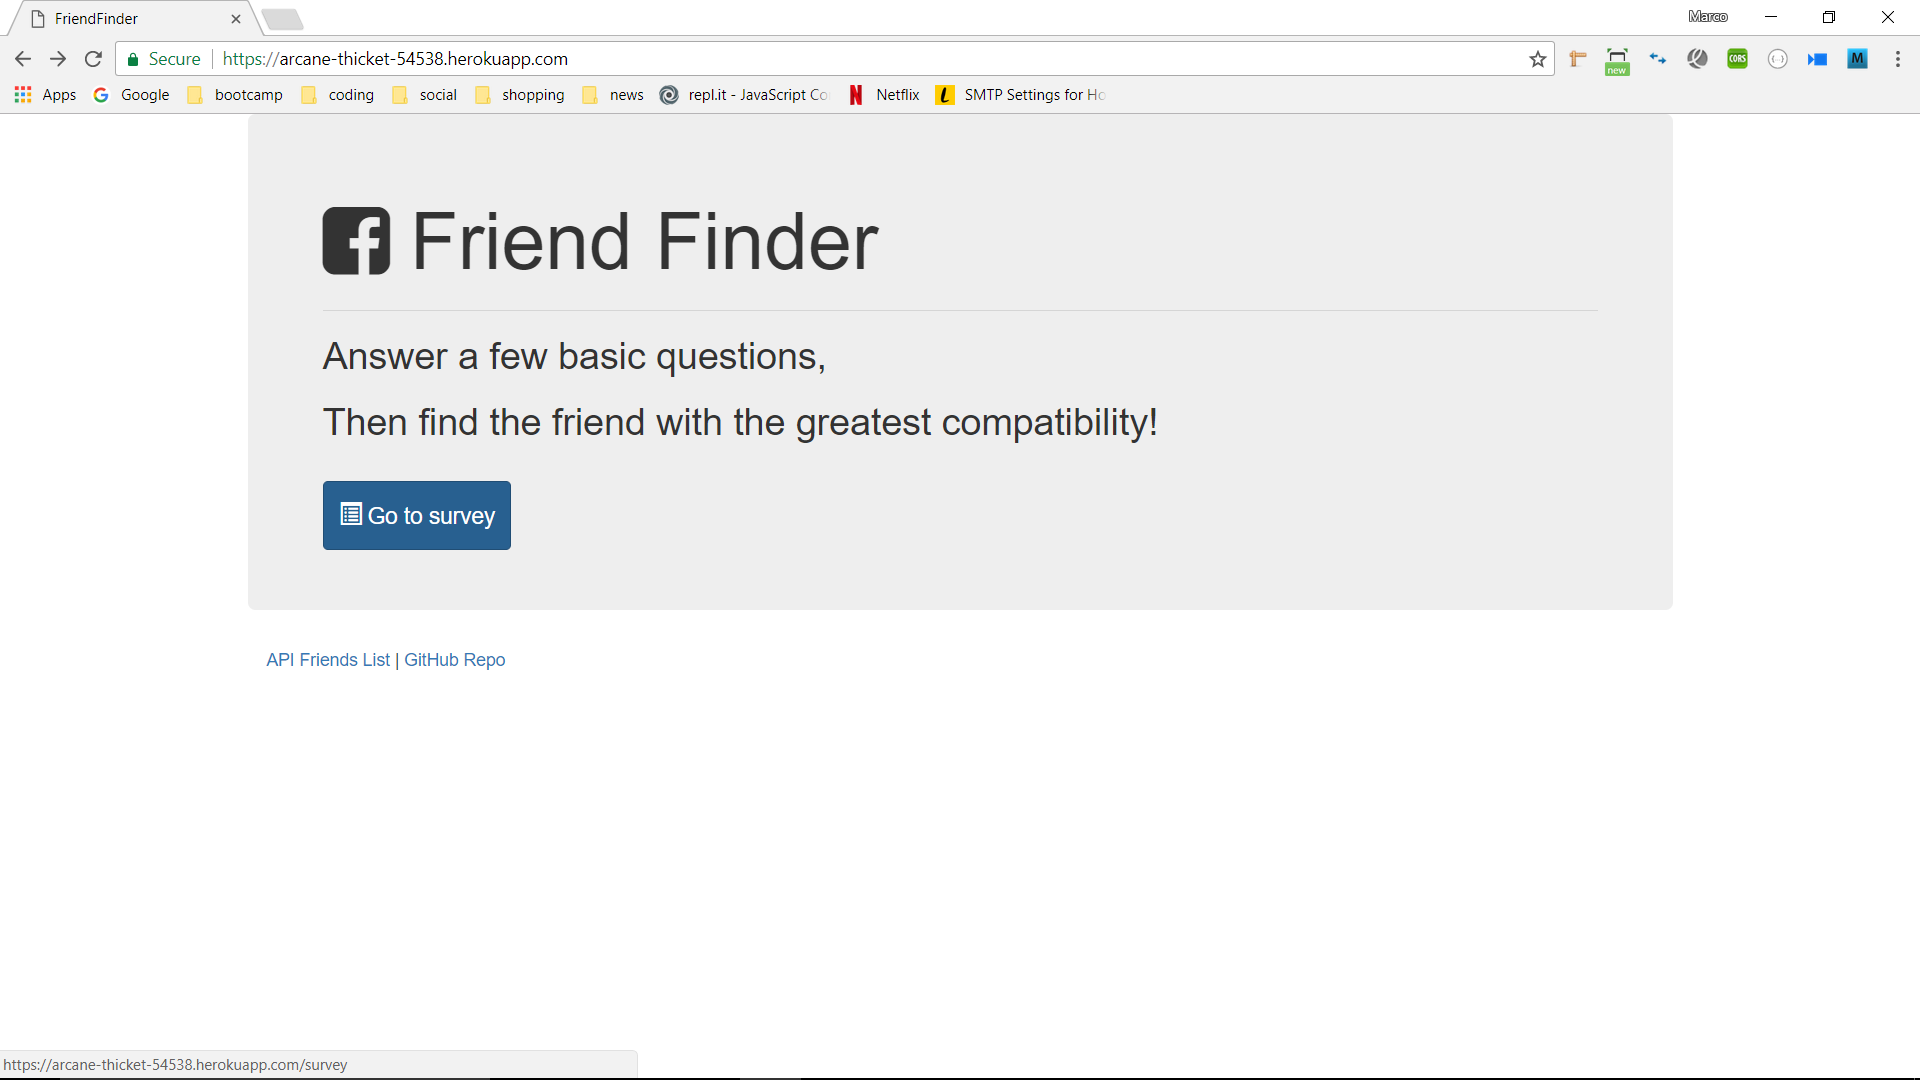 FriendFinder
Marco
Secure https://arcane-thicket-54538.herokuapp.com
new
CORS
M
Apps Google bootcamp coding social shopping news repl.it - JavaScript Co Netflix SMTP Settings for Ho
Friend Finder
Answer a few basic questions,
Then find the friend with the greatest compatibility!
Go to survey
API Friends List | GitHub Repo
https://arcane-thicket-54538.herokuapp.com/survey